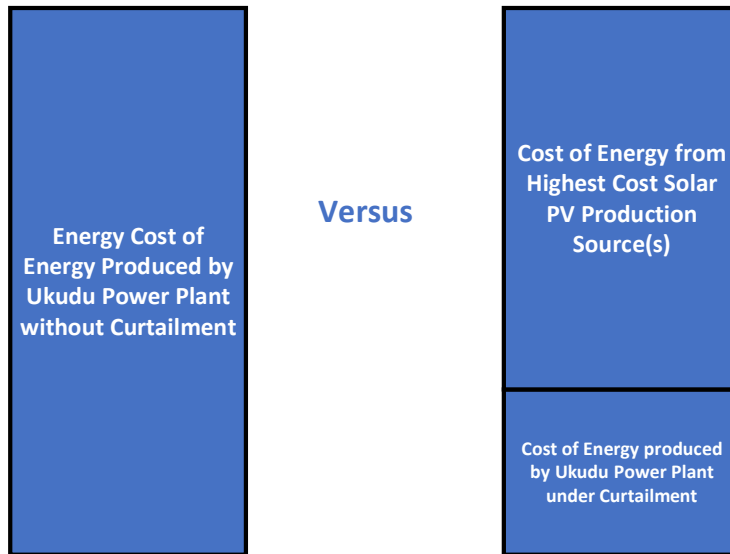 Energy Cost of
Energy Produced by
Ukudu Power Plant
without Curtailment
Versus
Cost of Energy from
Highest Cost Solar
PV Production
Source(s)
Cost of Energy produced
by Ukudu Power Plant
under Curtailment